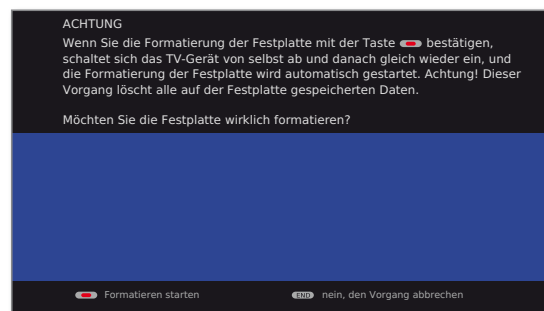 ACHTUNG
Wenn Sie die Formatierung der Festplatte mit der Taste bestätigen,
schaltet sich das TV-Gerät von selbst ab und danach gleich wieder ein, und
die Formatierung der Festplatte wird automatisch gestartet. Achtung! Dieser
Vorgang löscht alle auf der Festplatte gespeicherten Daten.
Möchten Sie die Festplatte wirklich formatieren?
Formatieren starten
END nein, den Vorgang abbrechen